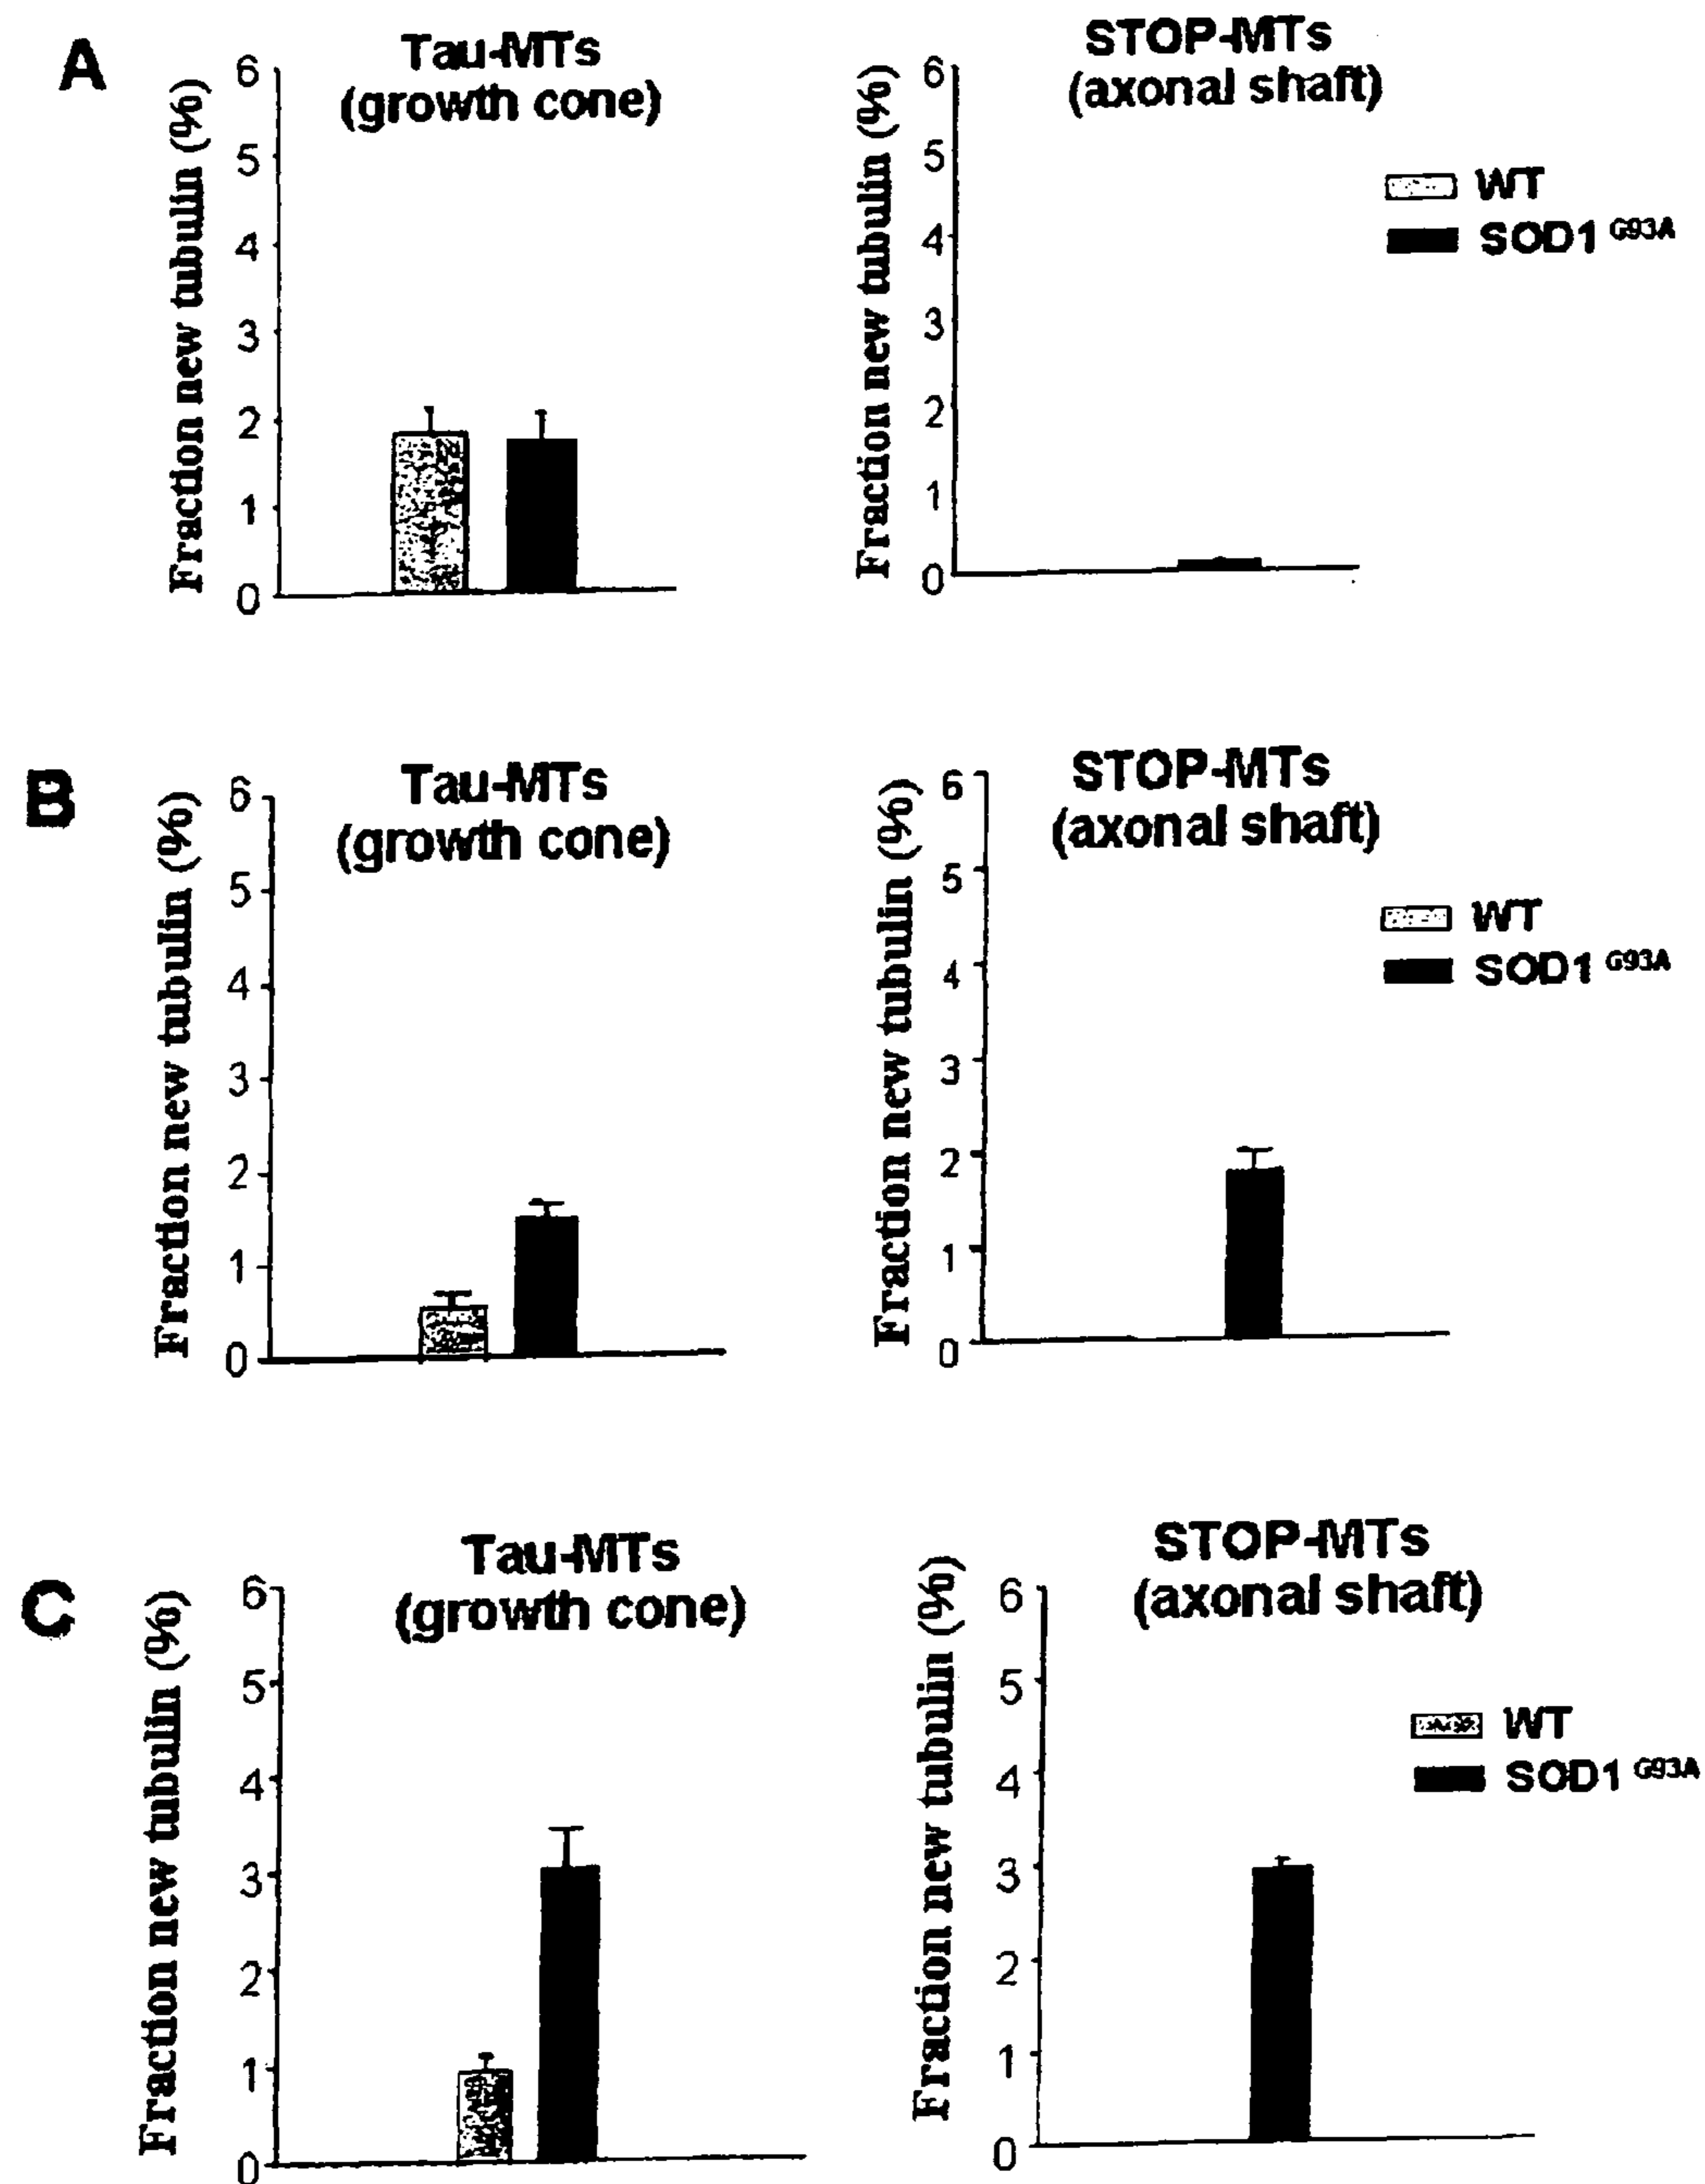 A
Tau-MTs
(growth cone)
Fraction new tubulin (%)
6
5
4
3
2
1
0
STOP-MTs
(axonal shaft)
Fraction new tubulin (%)
6
5
4
3
2
1
0
WT
SOD1 G93A
B
Tau-MTs
(growth cone)
Fraction new tubulin (%)
6
5
4
3
2
1
0
STOP-MTs
(axonal shaft)
Fraction new tubulin (%)
6
5
4
3
2
1
0
WT
SOD1 G93A
C
Tau-MTs
(growth cone)
Fraction new tubulin (%)
6
5
4
3
2
1
0
STOP-MTs
(axonal shaft)
Fraction new tubulin (%)
6
5
4
3
2
1
0
WT
SOD1 G93A